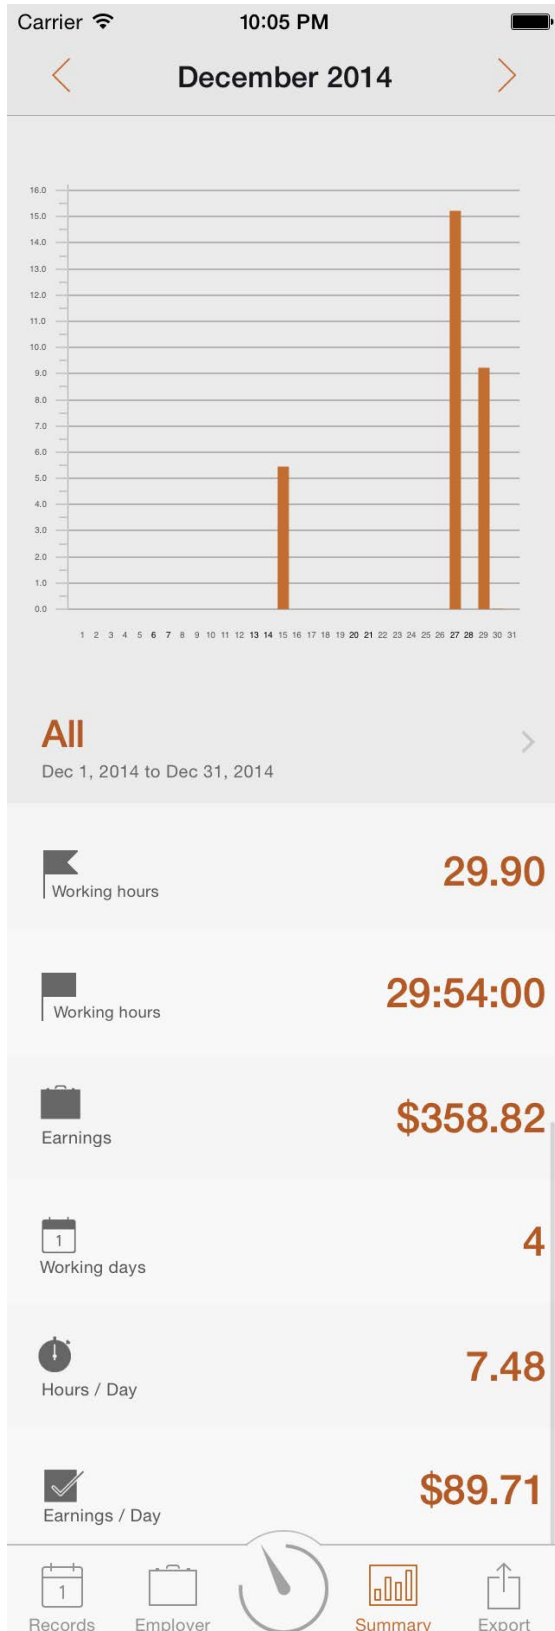 Carrier 10:05 PM
December 2014
16.0
15.0
14.0
13.0
12.0
11.0
10.0
9.0
8.0
7.0
6.0
5.0
4.0
3.0
2.0
1.0
0.0
1 2 3 4 5 6 7 8 9 10 11 12 13 14 15 16 17 18 19 20 21 22 23 24 25 26 27 28 29 30 31
All
Dec 1, 2014 to Dec 31, 2014
Working hours 29.90
Working hours 29:54:00
Earnings $358.82
1
Working days 4
Hours / Day 7.48
Earnings / Day $89.71
1
Records Employer Summary Export